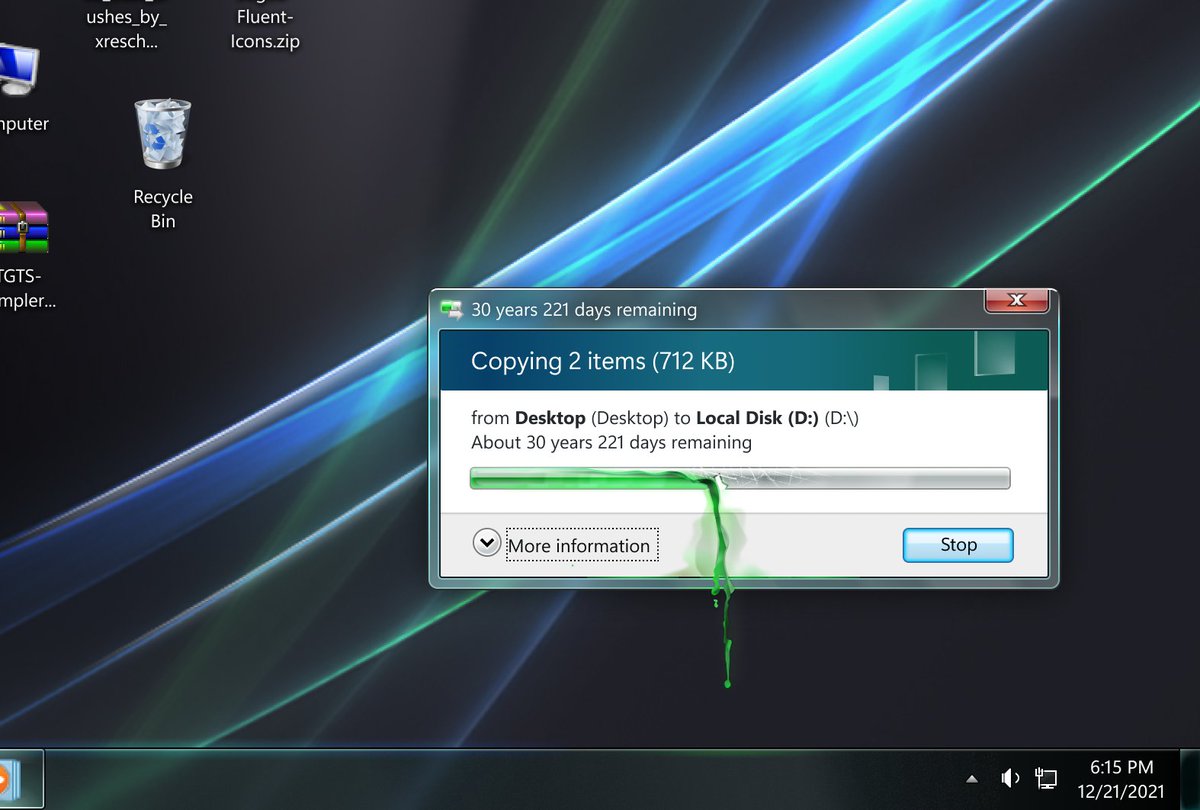 ushes_by_
xresch...
Fluent-
Icons.zip
mputer
Recycle
Bin
TGTS-
mpler...
30 years 221 days remaining
Copying 2 items (712 KB)
from Desktop (Desktop) to Local Disk (D:) (D:\)
About 30 years 221 days remaining
More information
Stop
6:15 PM
12/21/2021